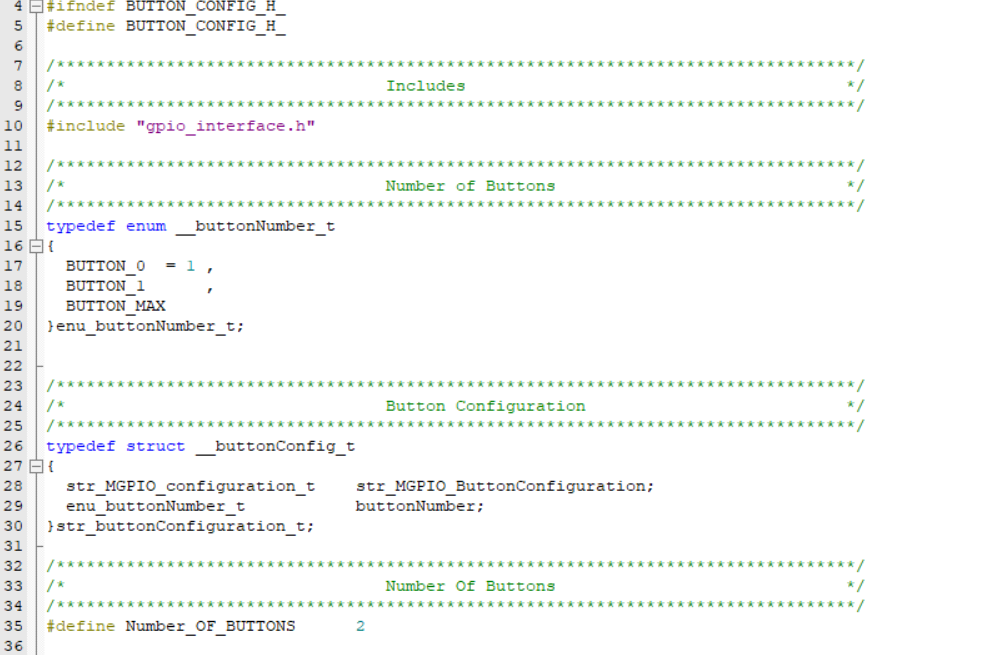 4 #ifndef BUTTON_CONFIG_H_
5 #define BUTTON_CONFIG_H_
6
7 /********************************************************************************/
8 /* Includes */
9 /********************************************************************************/
10 #include "gpio_interface.h"
11
12 /********************************************************************************/
13 /* Number of Buttons */
14 /********************************************************************************/
15 typedef enum __buttonNumber_t
16 {
17 BUTTON_0 = 1 ,
18 BUTTON_1 ,
19 BUTTON_MAX
20 }enu_buttonNumber_t;
21
22
23 /********************************************************************************/
24 /* Button Configuration */
25 /********************************************************************************/
26 typedef struct __buttonConfig_t
27 {
28 str_MGPIO_configuration_t str_MGPIO_ButtonConfiguration;
29 enu_buttonNumber_t buttonNumber;
30 }str_buttonConfiguration_t;
31
32 /********************************************************************************/
33 /* Number Of Buttons */
34 /********************************************************************************/
35 #define Number_OF_BUTTONS 2
36